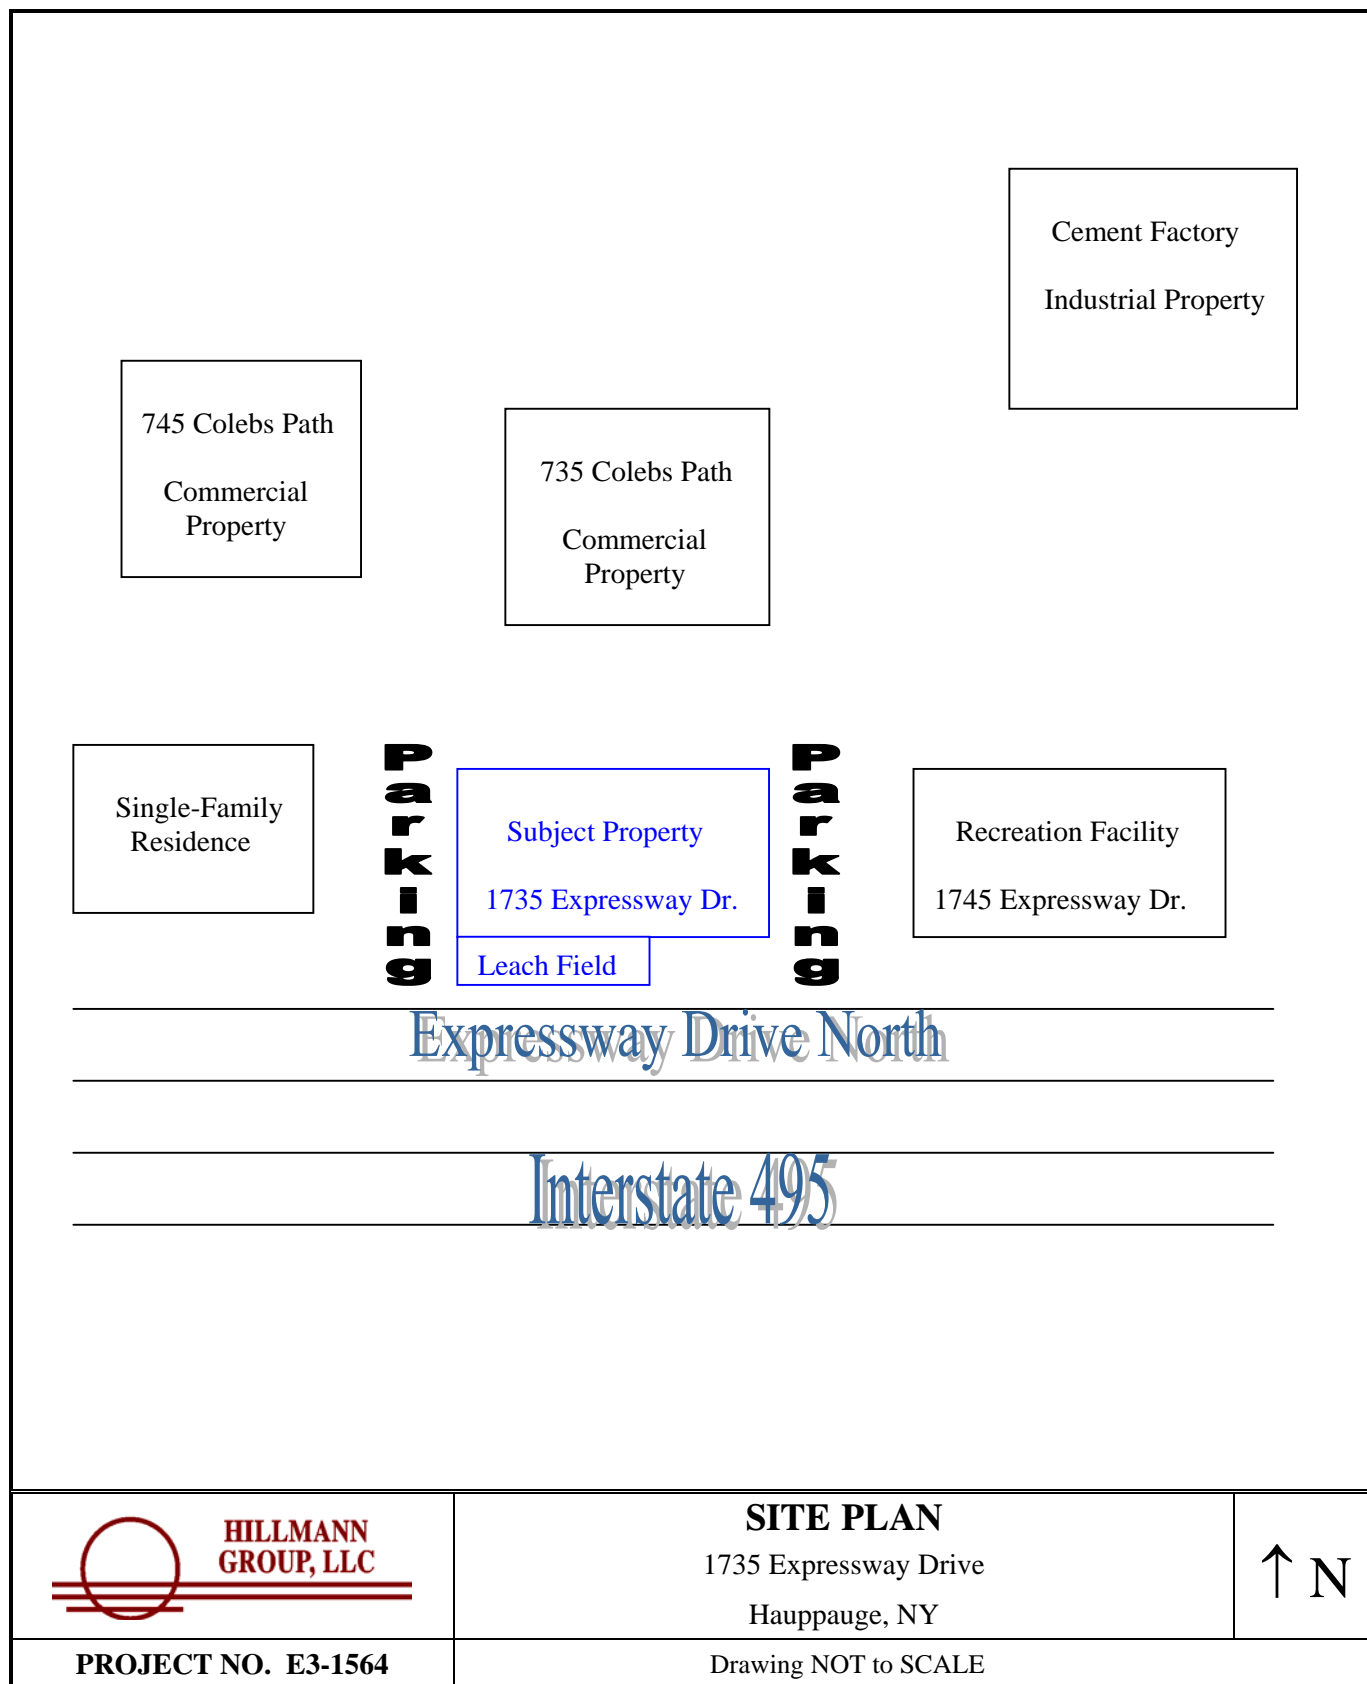 Cement Factory
Industrial Property
745 Colebs Path
Commercial
Property
735 Colebs Path
Commercial
Property
Single-Family
Residence
Parking
Subject Property
1735 Expressway Dr.
Leach Field
Parking
Recreation Facility
1745 Expressway Dr.
Expressway Drive North
Interstate 495
HILLMANN
GROUP, LLC
SITE PLAN
1735 Expressway Drive
Hauppauge, NY
↑ N
PROJECT NO. E3-1564
Drawing NOT to SCALE